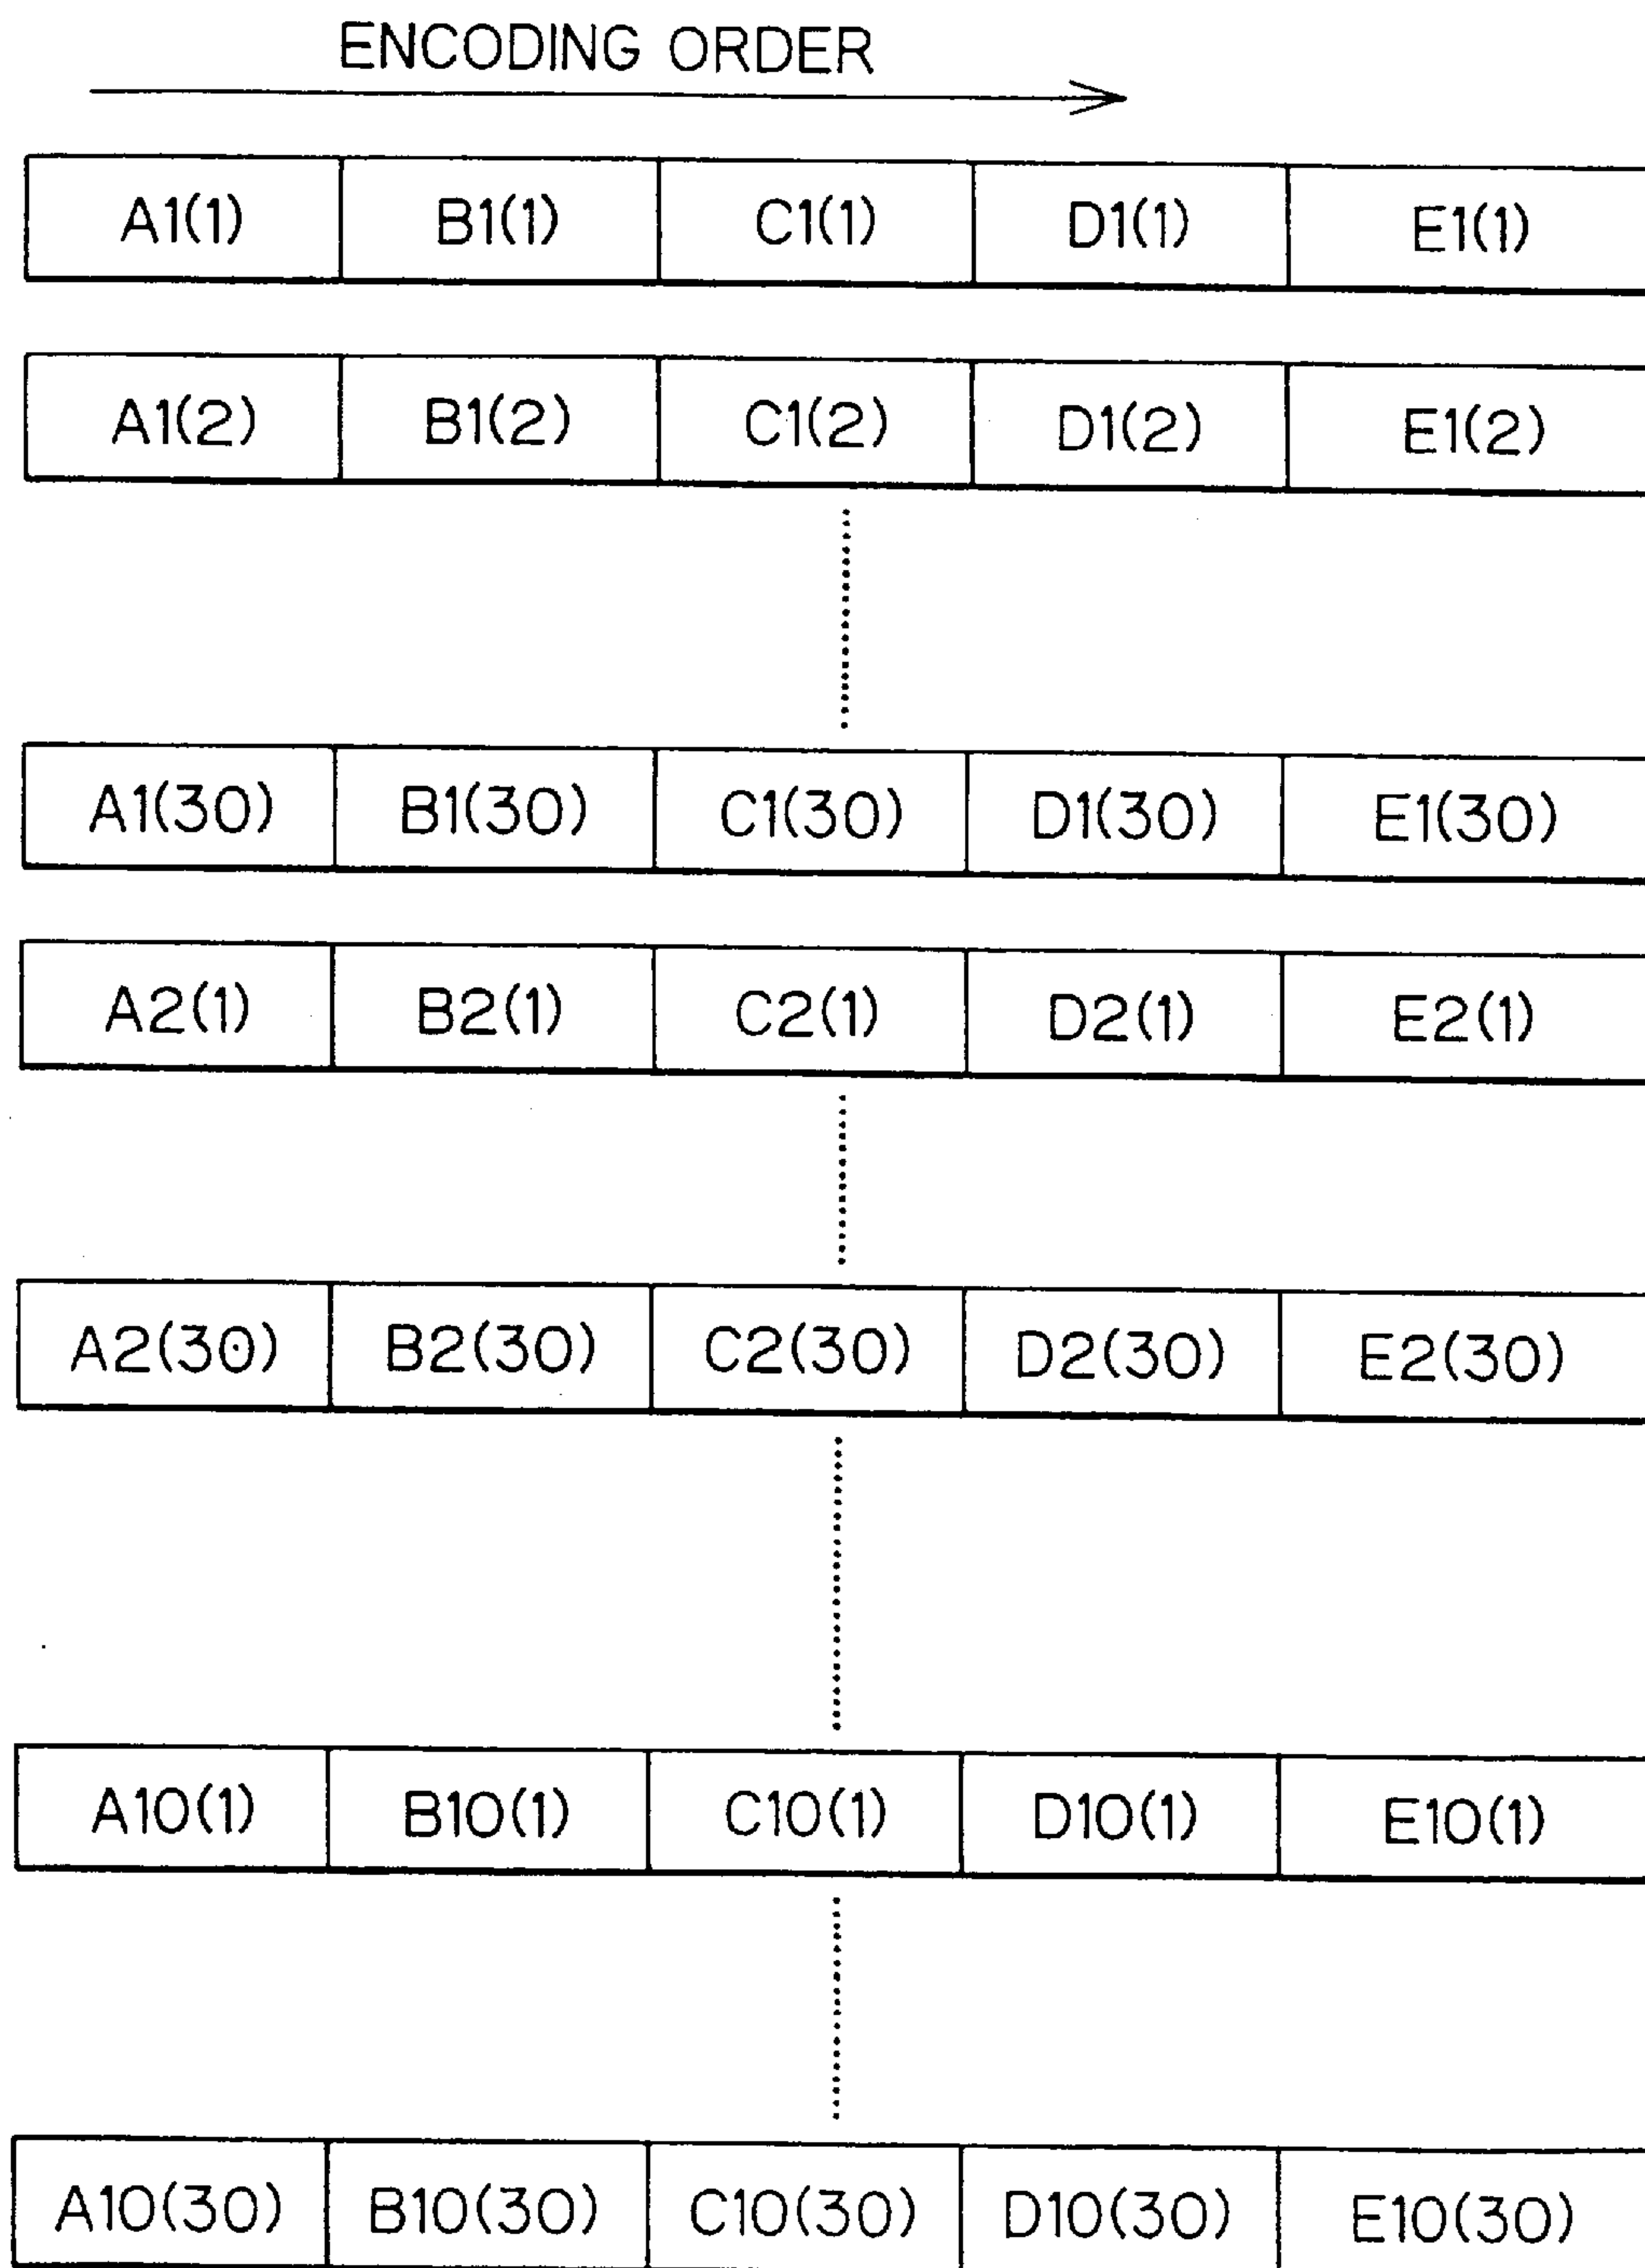 ENCODING ORDER
A1(1) B1(1) C1(1) D1(1) E1(1)
A1(2) B1(2) C1(2) D1(2) E1(2)
A1(30) B1(30) C1(30) D1(30) E1(30)
A2(1) B2(1) C2(1) D2(1) E2(1)
A2(30) B2(30) C2(30) D2(30) E2(30)
A10(1) B10(1) C10(1) D10(1) E10(1)
A10(30) B10(30) C10(30) D10(30) E10(30)